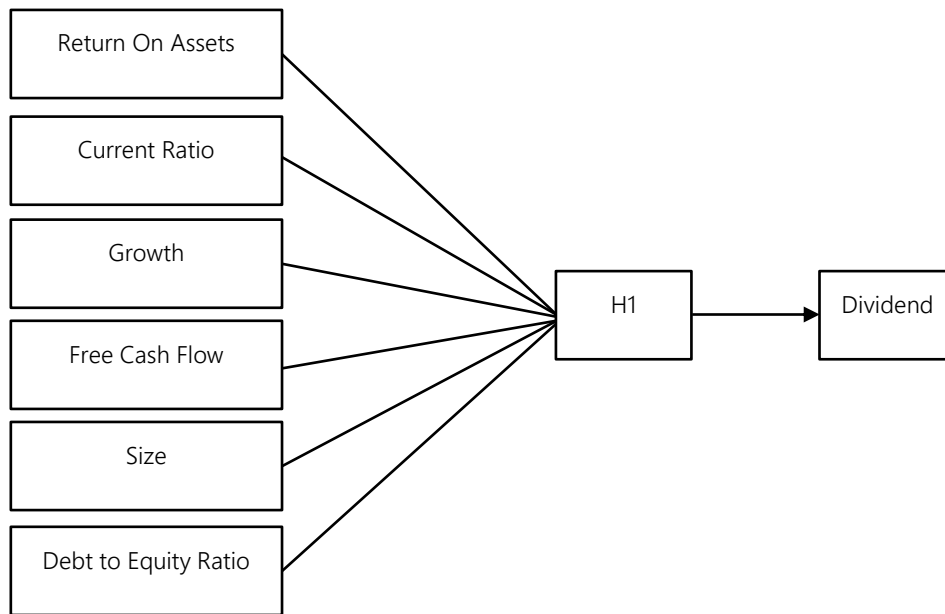 Return On Assets
Current Ratio
Growth
Free Cash Flow
Size
Debt to Equity Ratio
H1
Dividend